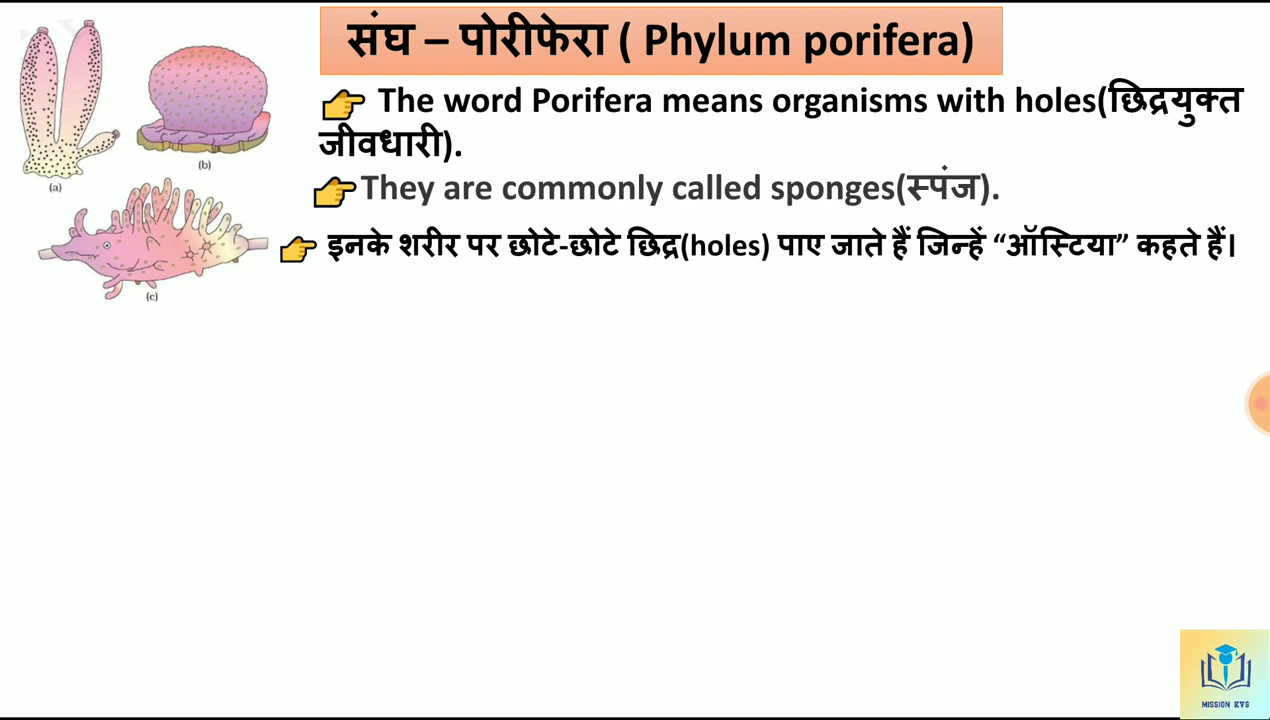 संघ – पोरीफेरा ( Phylum porifera)
👉 The word Porifera means organisms with holes(छिद्रयुक्त
जीवधारी).
👉They are commonly called sponges(स्पंज).
👉 इनके शरीर पर छोटे-छोटे छिद्र(holes) पाए जाते हैं जिन्हें “ऑस्टिया” कहते हैं।
(a)
(b)
(c)
MISSION KVS